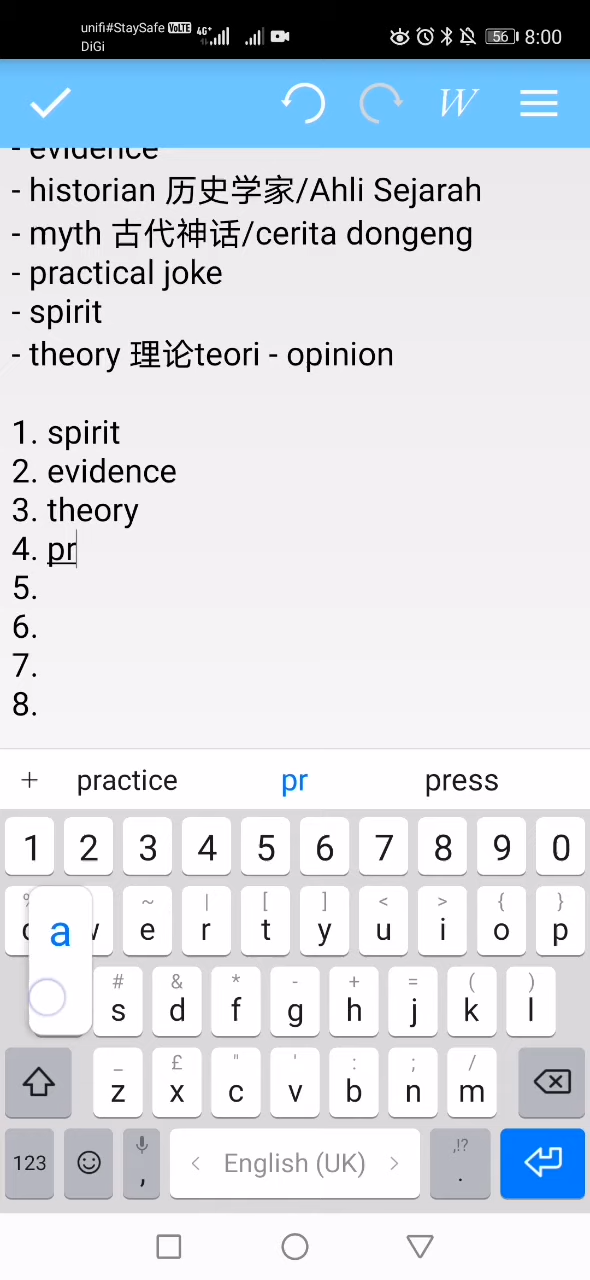 unifi#StaySafe VoLTE 4G+ 56 8:00
DiGi
W
- evidence
- historian 历史学家/Ahli Sejarah
- myth 古代神话/cerita dongeng
- practical joke
- spirit
- theory 理论teori - opinion
1. spirit
2. evidence
3. theory
4. pr
5.
6.
7.
8.
+ practice pr press
1 2 3 4 5 6 7 8 9 0
~ | [ ] < > { }
a e r t y u i o p
# & * - + = ( )
s d f g h j k l
_ £ " ' : ; /
z x c v b n m
123 , < English (UK) > ,!? .